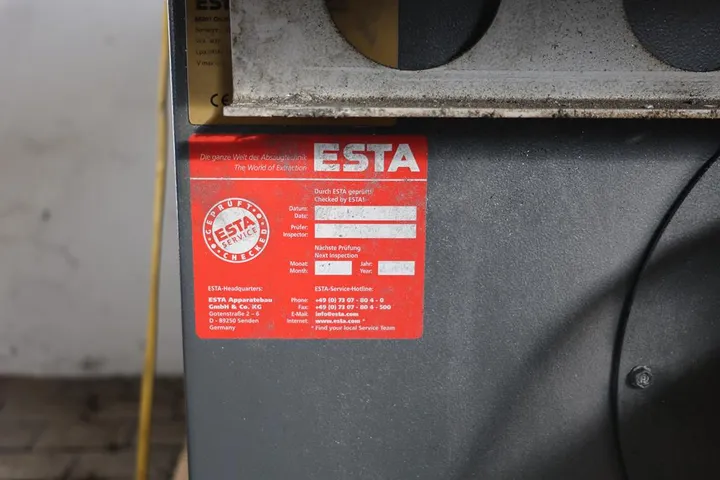 EST
CE
Die ganze Welt der Absaugtechnik
The World of Extraction
ESTA
GEPRÜFT
ESTA
SERVICE
CHECKED
Durch ESTA geprüft!
Checked by ESTA!
Datum:
Date:
Prüfer:
Inspector:
Nächste Prüfung
Next inspection
Monat: Jahr:
Month: Year:
ESTA-Headquarters:
ESTA Apparatebau
GmbH & Co. KG
Gotenstraße 2 – 6
D - 89250 Senden
Germany
ESTA-Service-Hotline:
Phone: +49 (0) 73 07 - 80 4 - 0
Fax: +49 (0) 73 07 - 80 4 - 500
E-Mail: info@esta.com
Internet: www.esta.com *
* Find your local Service Team